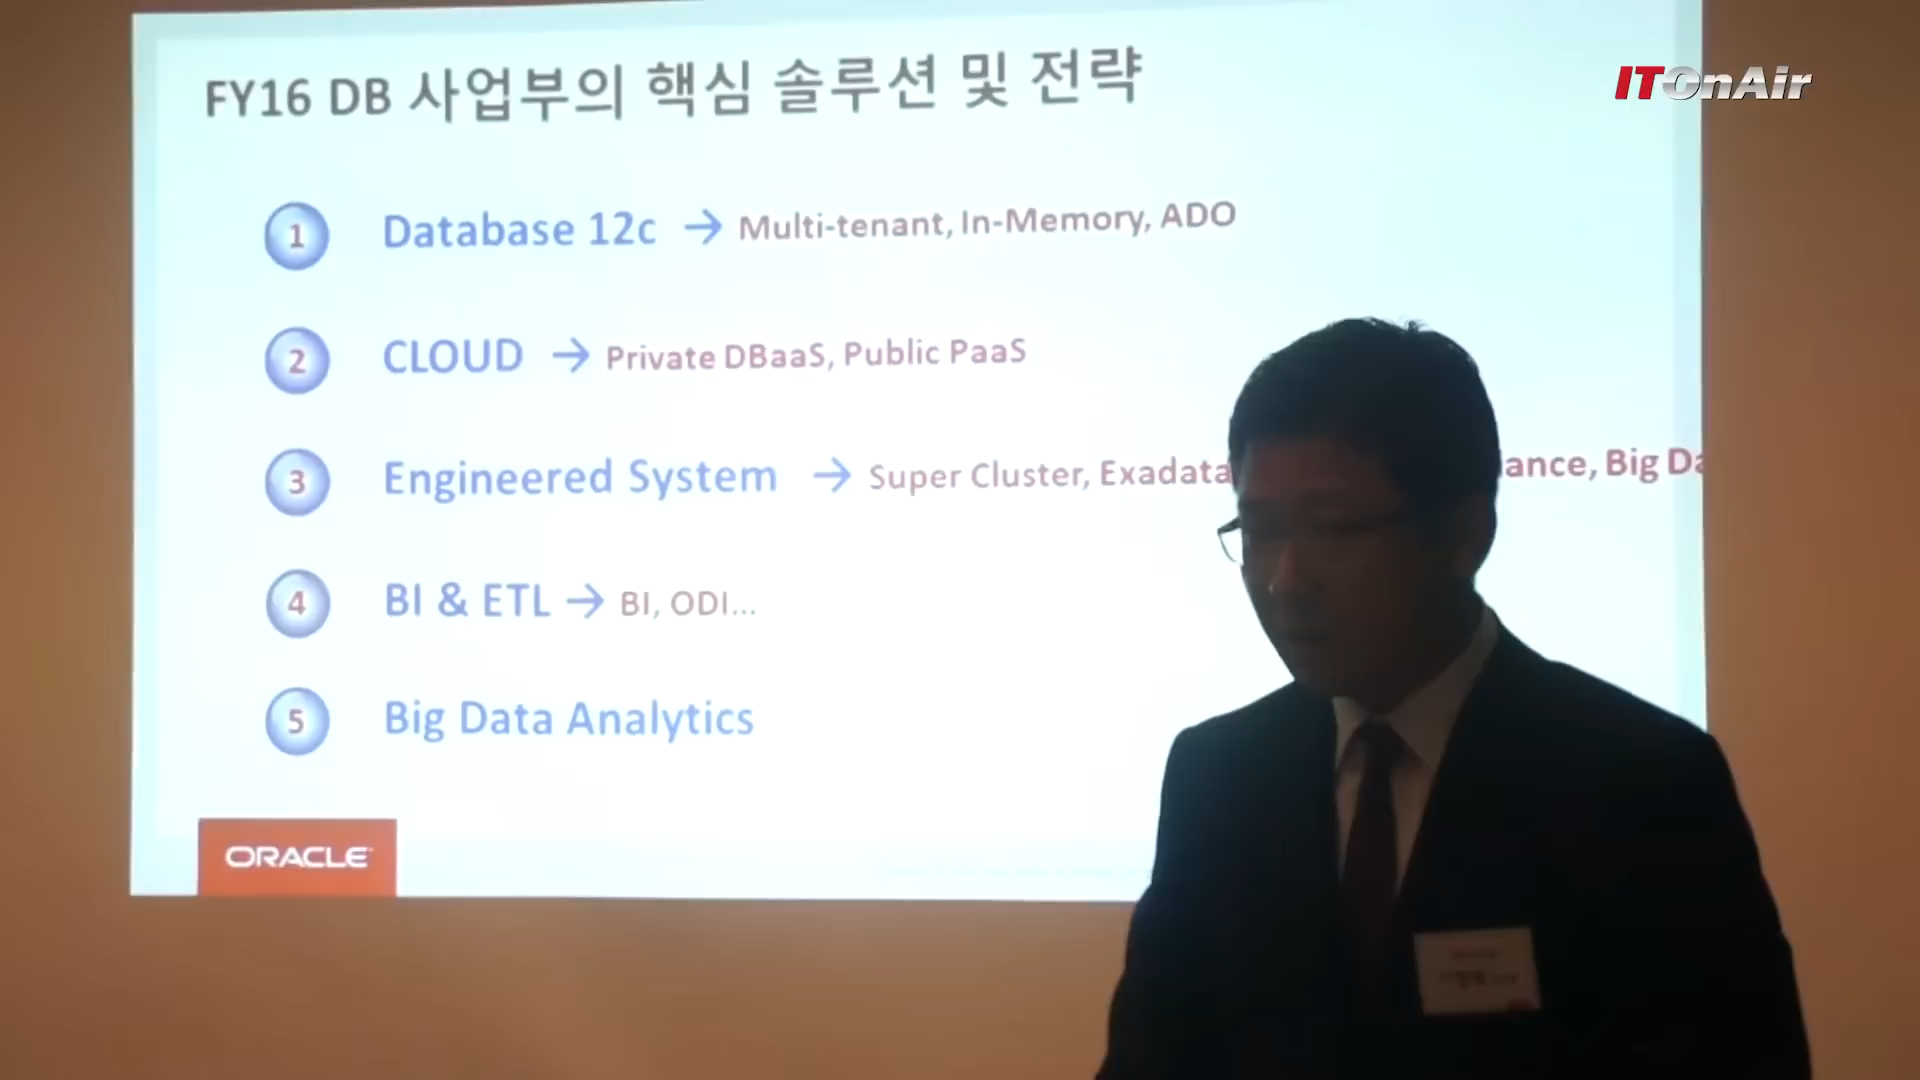 FY16 DB 사업부의 핵심 솔루션 및 전략
ITOnAir
1 Database 12c → Multi-tenant, In-Memory, ADO
2 CLOUD → Private DBaaS, Public PaaS
3 Engineered System → Super Cluster, Exadata ance, Big Da
4 BI & ETL → BI, ODI...
5 Big Data Analytics
ORACLE